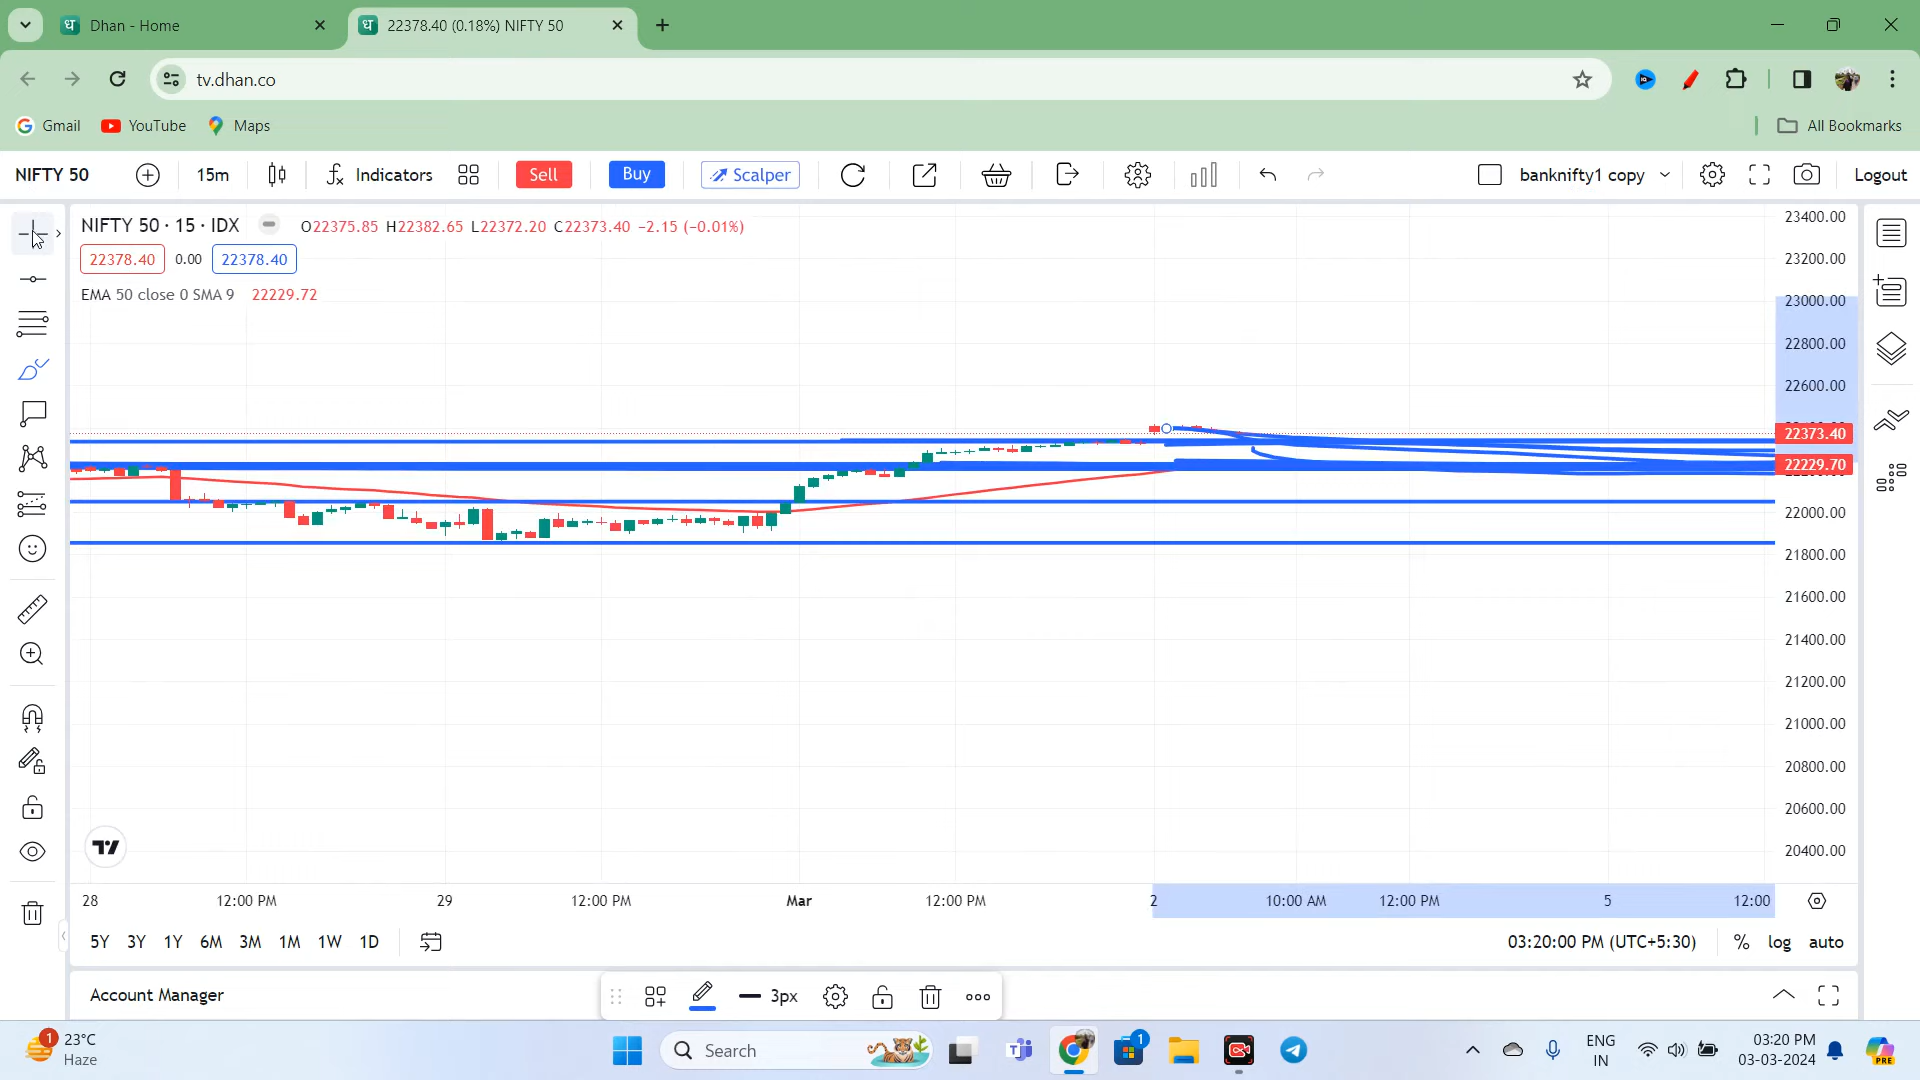 Dhan - Home
22378.40 (0.18%) NIFTY 50
tv.dhan.co
Gmail
YouTube
Maps
All Bookmarks
NIFTY 50
15m
Indicators
Sell
Buy
Scalper
banknifty1 copy
Logout
NIFTY 50 · 15 · IDX
O22375.85 H22382.65 L22372.20 C22373.40 −2.15 (−0.01%)
22378.40
0.00
22378.40
EMA 50 close 0 SMA 9
22229.72
23400.00
23200.00
23000.00
22800.00
22600.00
22373.40
22229.70
22000.00
21800.00
21600.00
21400.00
21200.00
21000.00
20800.00
20600.00
20400.00
28
12:00 PM
29
12:00 PM
Mar
12:00 PM
2
10:00 AM
12:00 PM
5
12:00
5Y
3Y
1Y
6M
3M
1M
1W
1D
03:20:00 PM (UTC+5:30)
%
log
auto
Account Manager
3px
1
23°C
Haze
Search
1
ENG
IN
03:20 PM
03-03-2024
PRE